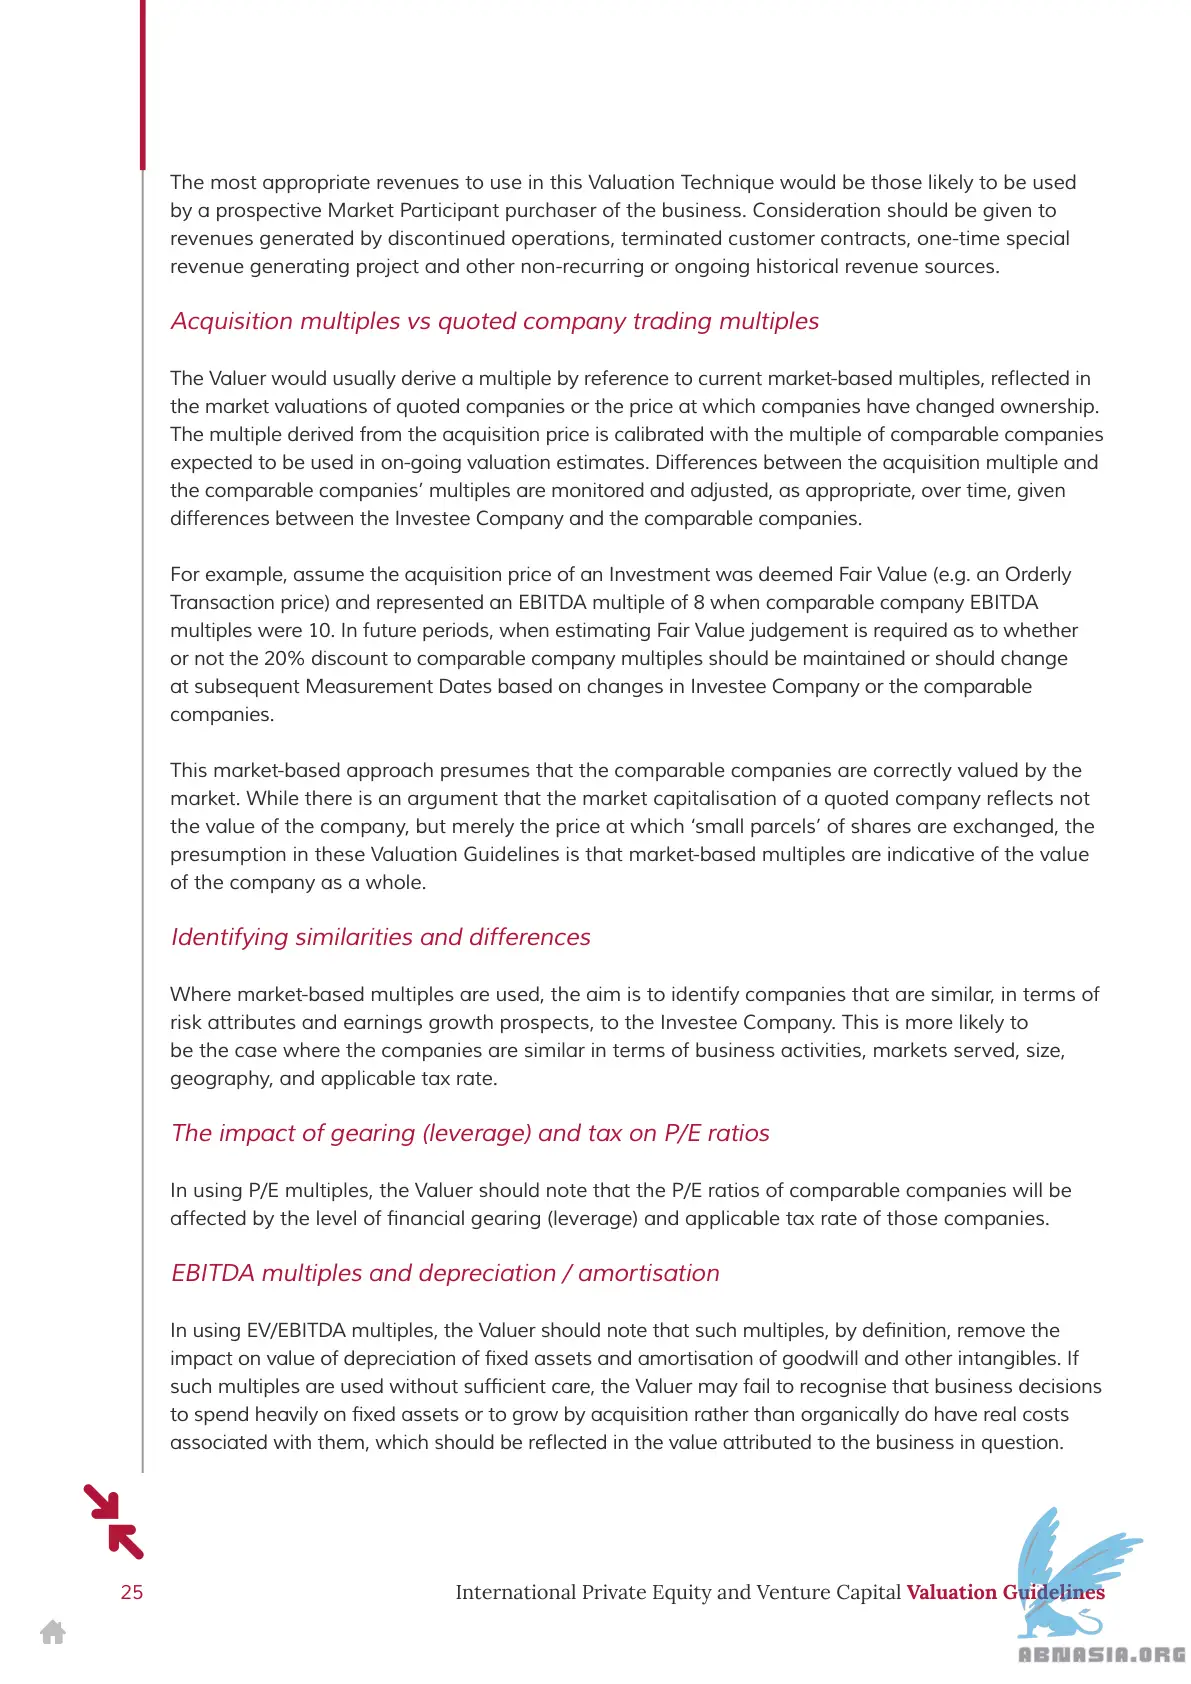 The most appropriate revenues to use in this Valuation Technique would be those likely to be used
by a prospective Market Participant purchaser of the business. Consideration should be given to
revenues generated by discontinued operations, terminated customer contracts, one-time special
revenue generating project and other non-recurring or ongoing historical revenue sources.
Acquisition multiples vs quoted company trading multiples
The Valuer would usually derive a multiple by reference to current market-based multiples, reflected in
the market valuations of quoted companies or the price at which companies have changed ownership.
The multiple derived from the acquisition price is calibrated with the multiple of comparable companies
expected to be used in on-going valuation estimates. Differences between the acquisition multiple and
the comparable companies’ multiples are monitored and adjusted, as appropriate, over time, given
differences between the Investee Company and the comparable companies.
For example, assume the acquisition price of an Investment was deemed Fair Value (e.g. an Orderly
Transaction price) and represented an EBITDA multiple of 8 when comparable company EBITDA
multiples were 10. In future periods, when estimating Fair Value judgement is required as to whether
or not the 20% discount to comparable company multiples should be maintained or should change
at subsequent Measurement Dates based on changes in Investee Company or the comparable
companies.
This market-based approach presumes that the comparable companies are correctly valued by the
market. While there is an argument that the market capitalisation of a quoted company reflects not
the value of the company, but merely the price at which ‘small parcels’ of shares are exchanged, the
presumption in these Valuation Guidelines is that market-based multiples are indicative of the value
of the company as a whole.
Identifying similarities and differences
Where market-based multiples are used, the aim is to identify companies that are similar, in terms of
risk attributes and earnings growth prospects, to the Investee Company. This is more likely to
be the case where the companies are similar in terms of business activities, markets served, size,
geography, and applicable tax rate.
The impact of gearing (leverage) and tax on P/E ratios
In using P/E multiples, the Valuer should note that the P/E ratios of comparable companies will be
affected by the level of financial gearing (leverage) and applicable tax rate of those companies.
EBITDA multiples and depreciation / amortisation
In using EV/EBITDA multiples, the Valuer should note that such multiples, by definition, remove the
impact on value of depreciation of fixed assets and amortisation of goodwill and other intangibles. If
such multiples are used without sufficient care, the Valuer may fail to recognise that business decisions
to spend heavily on fixed assets or to grow by acquisition rather than organically do have real costs
associated with them, which should be reflected in the value attributed to the business in question.
25
International Private Equity and Venture Capital Valuation Guidelines
ABNASIA.ORG